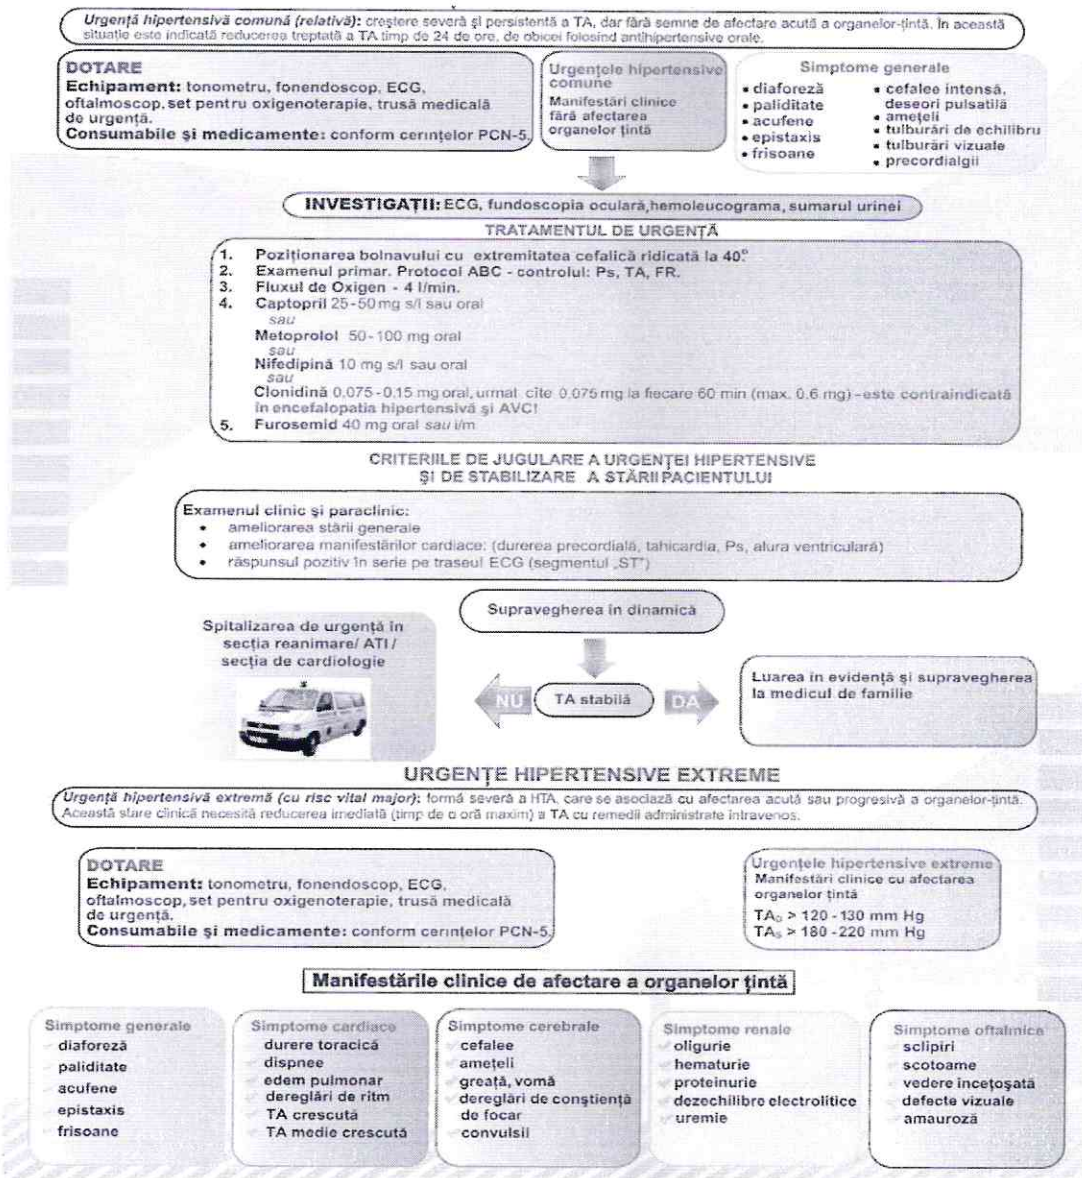 Urgență hipertensivă comună (relativă): creștere severă și persistentă a TA, dar fără semne de afectare acută a organelor-țintă. În această
situație este indicată reducerea treptată a TA timp de 24 de ore, de obicei folosind antihipertensive orale.
DOTARE
Echipament: tonometru, fonendoscop, ECG,
oftalmoscop, set pentru oxigenoterapie, trusă medicală
de urgență.
Consumabile și medicamente: conform cerințelor PCN-5.
Urgențele hipertensive
comune
Manifestări clinice
fără afectarea
organelor țintă
Simptome generale
• diaforeză
• paliditate
• acufene
• epistaxis
• frisoane
• cefalee intensă,
deseori pulsatilă
• amețeli
• tulburări de echilibru
• tulburări vizuale
• precordialgii
INVESTIGAȚII: ECG, fundoscopia oculară, hemoleucograma, sumarul urinei
TRATAMENTUL DE URGENȚĂ
1. Poziționarea bolnavului cu extremitatea cefalică ridicată la 40°.
2. Examenul primar. Protocol ABC - controlul: Ps, TA, FR.
3. Fluxul de Oxigen - 4 l/min.
4. Captopril 25-50 mg s/l sau oral
sau
Metoprolol 50-100 mg oral
sau
Nifedipină 10 mg s/l sau oral
sau
Clonidină 0,075-0,15 mg oral, urmat cîte 0,075 mg la fiecare 60 min (max. 0,6 mg) - este contraindicată
în encefalopatia hipertensivă și AVC!
5. Furosemid 40 mg oral sau i/m
CRITERIILE DE JUGULARE A URGENȚEI HIPERTENSIVE
ȘI DE STABILIZARE A STĂRII PACIENTULUI
Examenul clinic și paraclinic:
• ameliorarea stării generale
• ameliorarea manifestărilor cardiace: (durerea precordială, tahicardia, Ps, alura ventriculară)
• răspunsul pozitiv în serie pe traseul ECG (segmentul „ST”)
Supravegherea în dinamică
Spitalizarea de urgență în
secția reanimare/ ATI /
secția de cardiologie
NU
TA stabilă
DA
Luarea în evidență și supravegherea
la medicul de familie
URGENȚE HIPERTENSIVE EXTREME
Urgență hipertensivă extremă (cu risc vital major): formă severă a HTA, care se asociază cu afectarea acută sau progresivă a organelor-țintă.
Această stare clinică necesită reducerea imediată (timp de o oră maxim) a TA cu remedii administrate intravenos.
DOTARE
Echipament: tonometru, fonendoscop, ECG,
oftalmoscop, set pentru oxigenoterapie, trusă medicală
de urgență.
Consumabile și medicamente: conform cerințelor PCN-5.
Urgențele hipertensive extreme
Manifestări clinice cu afectarea
organelor țintă
TAD > 120 -130 mm Hg
TAS > 180 -220 mm Hg
Manifestările clinice de afectare a organelor țintă
Simptome generale
diaforeză
paliditate
acufene
epistaxis
frisoane
Simptome cardiace
durere toracică
dispnee
edem pulmonar
dereglări de ritm
TA crescută
TA medie crescută
Simptome cerebrale
cefalee
amețeli
greață, vomă
dereglări de conștiență
de focar
convulsii
Simptome renale
oligurie
hematurie
proteinurie
dezechilibre electrolitice
uremie
Simptome oftalmice
sclipiri
scotoame
vedere încețoșată
defecte vizuale
amauroză